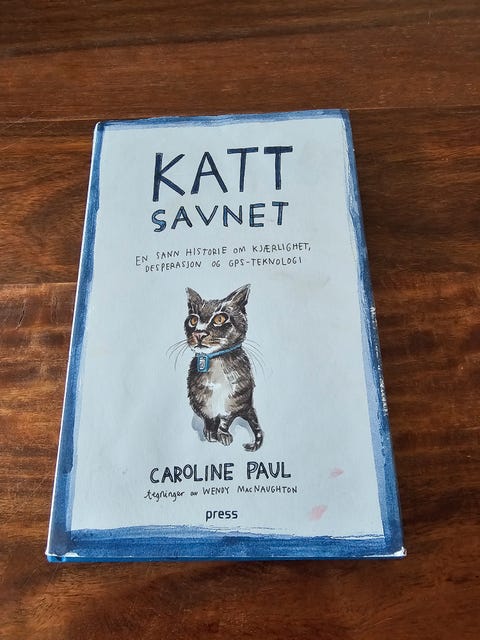 KATT
SAVNET
EN SANN HISTORIE OM KJÆRLIGHET,
DESPERASJON OG GPS-TEKNOLOGI
CAROLINE PAUL
tegninger av WENDY MACNAUGHTON
press